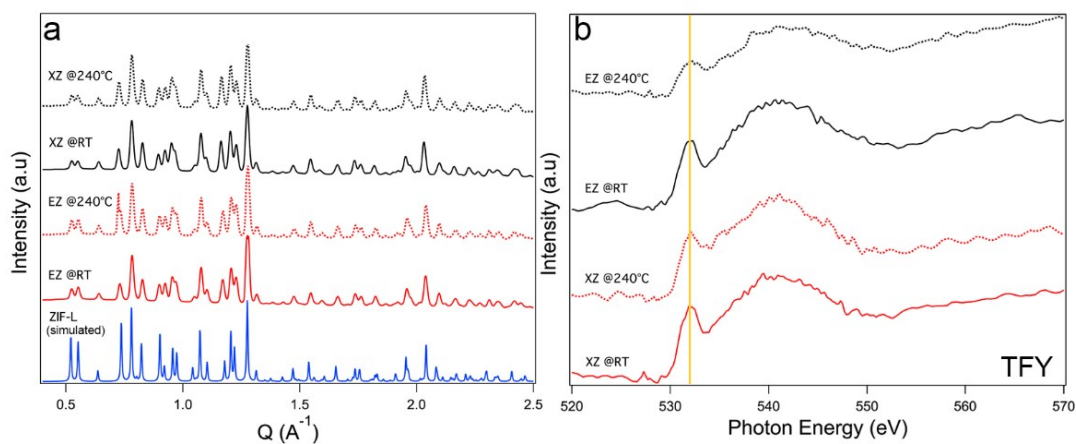 a
XZ @240°C
XZ @RT
EZ @240°C
EZ @RT
ZIF-L
(simulated)
Intensity (a.u)
0.5 1.0 1.5 2.0 2.5
Q (A⁻¹)
b
EZ @240°C
EZ @RT
XZ @240°C
XZ @RT
TFY
Intensity (a.u)
520 530 540 550 560 570
Photon Energy (eV)